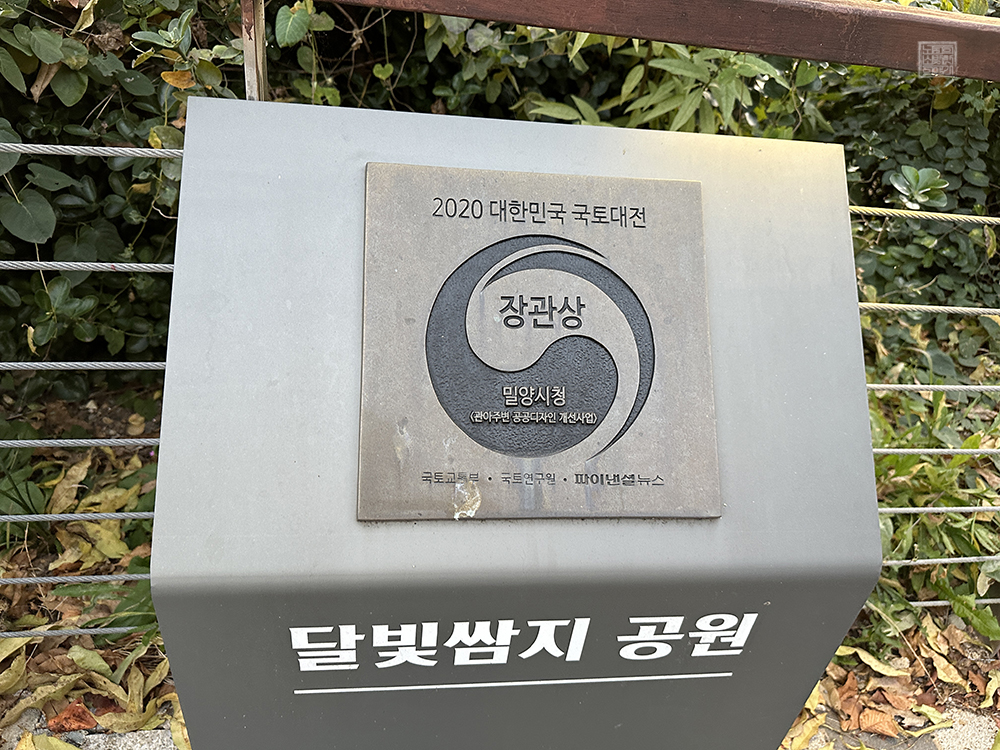 2020 대한민국 국토대전
장관상
밀양시청
(관아주변 공공디자인 개선사업)
국토교통부 • 국토연구원 • 파이낸셜뉴스
달빛쌈지 공원